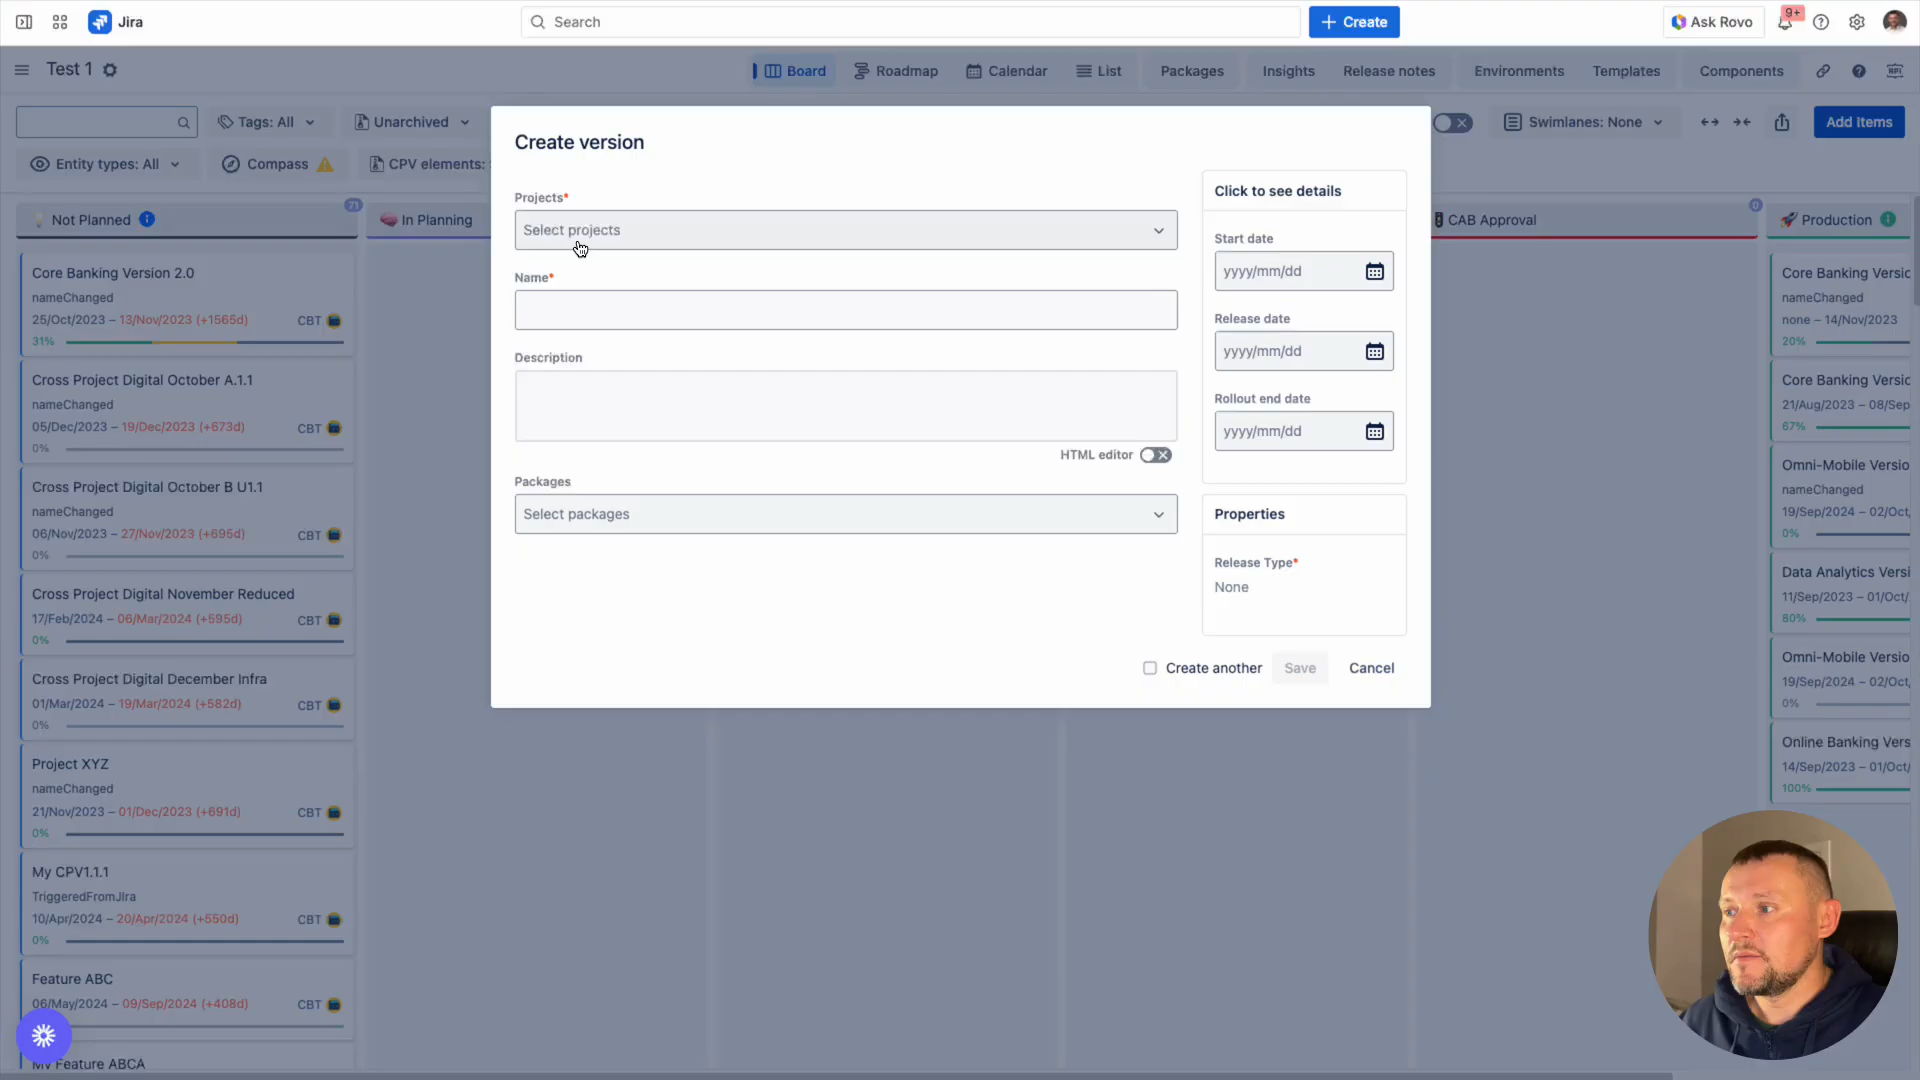 Jira
Search
Create
Ask Rovo
9+
Test 1
Board
Roadmap
Calendar
List
Packages
Insights
Release notes
Environments
Templates
Components
Tags: All
Unarchived
Swimlanes: None
Add Items
Entity types: All
Compass
CPV elements:
Not Planned
71
In Planning
CAB Approval
0
Production
Core Banking Version 2.0
nameChanged
25/Oct/2023 – 13/Nov/2023 (+1565d)
CBT
31%
Cross Project Digital October A.1.1
nameChanged
05/Dec/2023 – 19/Dec/2023 (+673d)
CBT
0%
Cross Project Digital October B U1.1
nameChanged
06/Nov/2023 – 27/Nov/2023 (+695d)
CBT
0%
Cross Project Digital November Reduced
17/Feb/2024 – 06/Mar/2024 (+595d)
CBT
0%
Cross Project Digital December Infra
01/Mar/2024 – 19/Mar/2024 (+582d)
CBT
0%
Project XYZ
nameChanged
21/Nov/2023 – 01/Dec/2023 (+691d)
CBT
0%
My CPV1.1.1
TriggeredFromJIra
10/Apr/2024 – 20/Apr/2024 (+550d)
CBT
0%
Feature ABC
06/May/2024 – 09/Sep/2024 (+408d)
CBT
My Feature ABCA
Create version
Projects*
Select projects
Name*
Description
HTML editor
Packages
Select packages
Click to see details
Start date
yyyy/mm/dd
Release date
yyyy/mm/dd
Rollout end date
yyyy/mm/dd
Properties
Release Type*
None
Create another
Save
Cancel
Core Banking Versic
nameChanged
none – 14/Nov/2023
20%
Core Banking Versic
21/Aug/2023 – 08/Sep
67%
Omni-Mobile Versio
nameChanged
19/Sep/2024 – 02/Oct,
0%
Data Analytics Versi
11/Sep/2023 – 01/Oct/
80%
Omni-Mobile Versio
19/Sep/2024 – 02/Oct,
0%
Online Banking Vers
14/Sep/2023 – 01/Oct/
100%